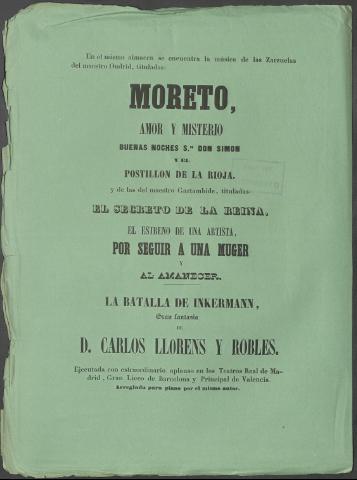 En el mismo almacen se encuentra la música de las Zarzuelas
del maestro Oudrid, tituladas:
MORETO,
AMOR Y MISTERIO
BUENAS NOCHES S.or DON SIMON
Y EL
POSTILLON DE LA RIOJA.
y de las del maestro Gaztambide, tituladas:
EL SECRETO DE LA REINA,
EL ESTRENO DE UNA ARTISTA,
POR SEGUIR A UNA MUGER
Y
AL AMANECER.
LA BATALLA DE INKERMANN,
Gran fantasía
DE
D. CARLOS LLORENS Y ROBLES.
Ejecutada con estraordinario aplauso en los Teatros Real de Ma-
drid, Gran Liceo de Barcelona y Principal de Valencia.
Arreglada para piano por el mismo autor.